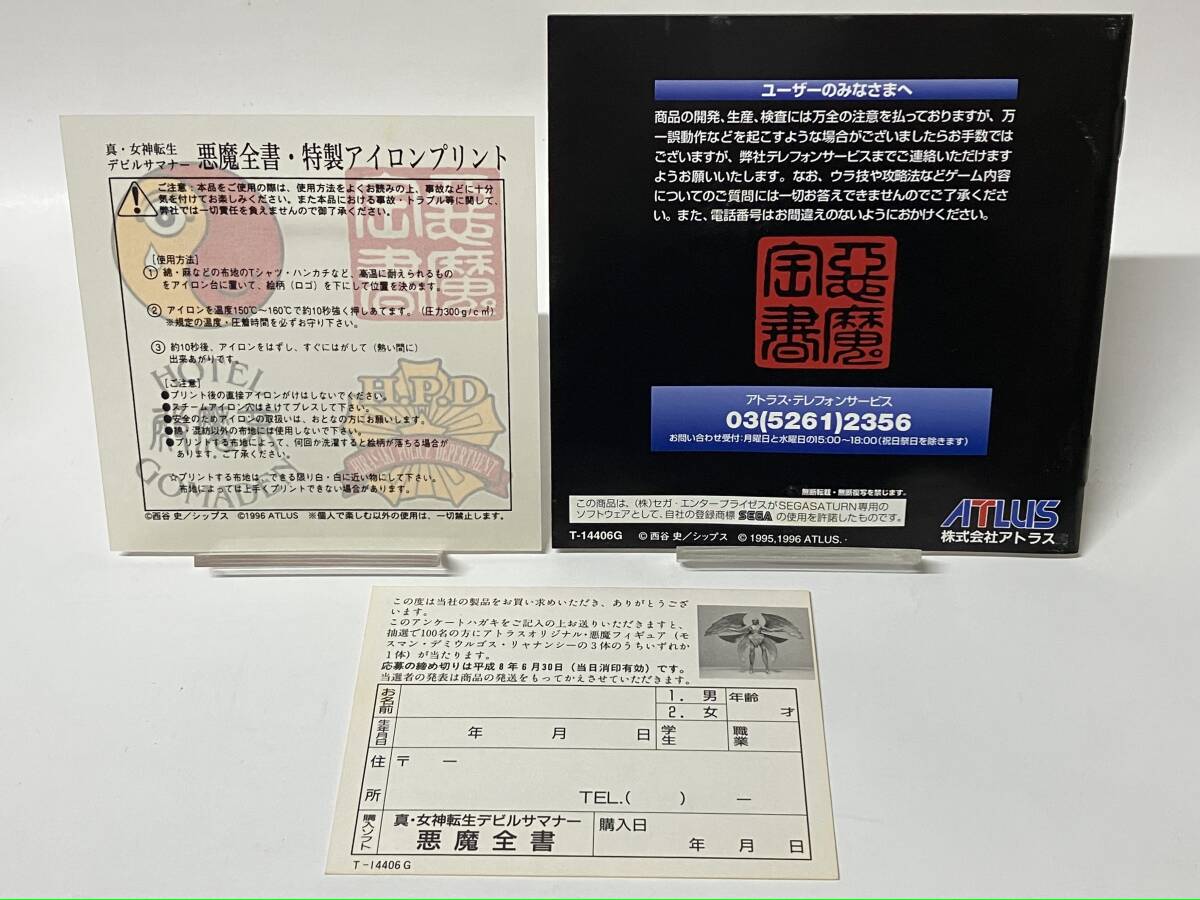 真・女神転生
デビルサマナー 悪魔全書・特製アイロンプリント
ご注意：本品をご使用の際は、使用方法をよくお読みの上、事故などに十分
気を付けてお楽しみください。また本品における事故・トラブル等に関して、
弊社では一切責任を負えませんので御了承ください。
[使用方法]
① 綿・麻などの布地のTシャツ・ハンカチなど、高温に耐えられるもの
をアイロン台に置いて、絵柄（ロゴ）を下にして位置を決めます。
② アイロンを温度150℃〜160℃で約10秒強く押しあてます。（圧力300g/c㎡）
※規定の温度・圧着時間を必ずお守り下さい。
③ 約10秒後、アイロンをはずし、すぐにはがして（熱い間に）
出来あがりです。
[ご注意]
●プリント後の直接アイロンがけはしないでください。
●スチームアイロン穴はさけてプレスして下さい。
●安全のためアイロンの取扱いは、おとなの方にお願いします。
●綿・混紡以外の布地には使用しないで下さい。
●プリントする布地によって、何回か洗濯すると絵柄が落ちる場合が
あります。ご了承ください。
☆プリントする布地は、できる限り白・白に近い物にして下さい。
布地によっては上手くプリントできない場合があります。
©西谷 史／シップス ©1996 ATLUS ※個人で楽しむ以外の使用は、一切禁止します。
HOTEL
H.P.D
POLICE DEPARTMENT
ユーザーのみなさまへ
商品の開発、生産、検査には万全の注意を払っておりますが、万
一誤動作などを起こすような場合がございましたらお手数では
ございますが、弊社テレフォンサービスまでご連絡いただけます
ようお願いいたします。なお、ウラ技や攻略法などゲーム内容
についてのご質問には一切お答えできませんのでご了承くださ
い。また、電話番号はお間違えのないようにおかけください。
悪魔全書
アトラス・テレフォンサービス
03(5261)2356
お問い合わせ受付：月曜日と水曜日の15:00〜18:00（祝日祭日を除きます）
無断転載・無断複写を禁じます。
この商品は、（株）セガ・エンタープライゼスがSEGASATURN専用の
ソフトウェアとして、自社の登録商標 SEGA の使用を許諾したものです。
T-14406G © 西谷 史／シップス © 1995,1996 ATLUS.
ATLUS
株式会社アトラス
この度は当社の製品をお買い求めいただき、ありがとうござ
います。
このアンケートハガキをご記入の上お送りいただきますと、
抽選で100名の方にアトラスオリジナル・悪魔フィギュア（モ
スマン・デミウルゴス・リャナンシーの３体のうちいずれか
１体）が当たります。
応募の締め切りは平成８年６月30日（当日消印有効）です。
当選者の発表は商品の発送をもってかえさせていただきます。
お名前 １．男 ２．女 年齢 才
生年月日 年 月 日 学生 職業
住所 〒 ー
TEL.( ) ー
購入ソフト 真・女神転生デビルサマナー 悪魔全書 購入日 年 月 日
T-14406G